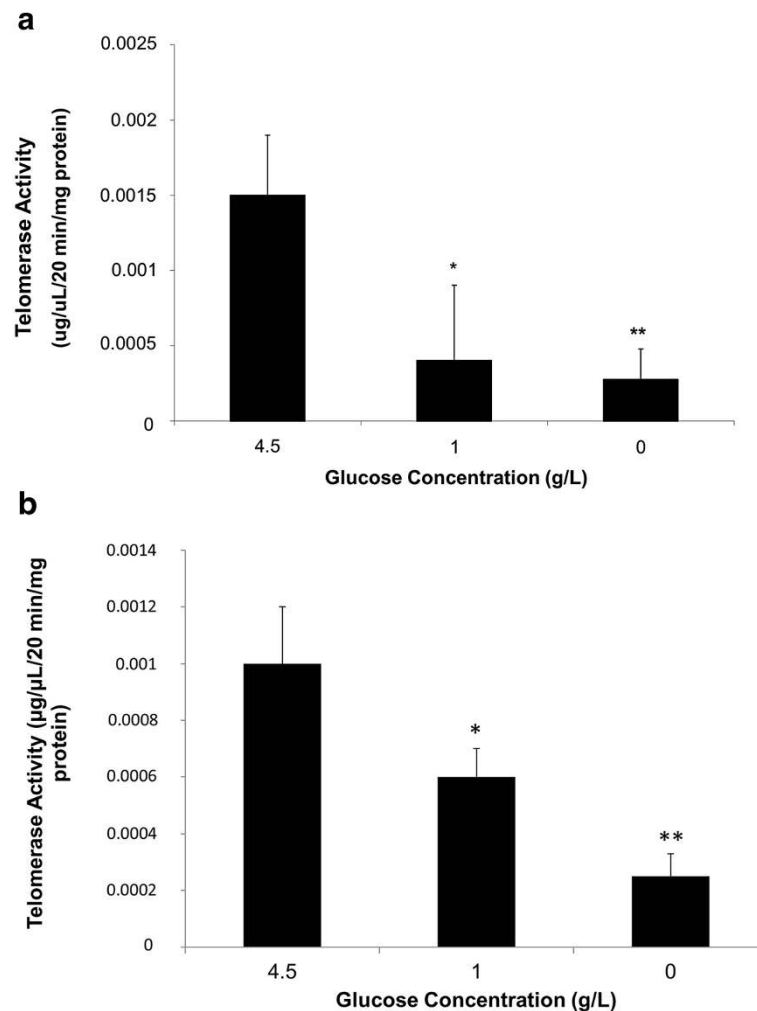 a
Telomerase Activity
(ug/uL/20 min/mg protein)
0.0025
0.002
0.0015
0.001
0.0005
0
*
**
4.5 1 0
Glucose Concentration (g/L)
b
Telomerase Activity (µg/µL/20 min/mg
protein)
0.0014
0.0012
0.001
0.0008
0.0006
0.0004
0.0002
0
*
**
4.5 1 0
Glucose Concentration (g/L)